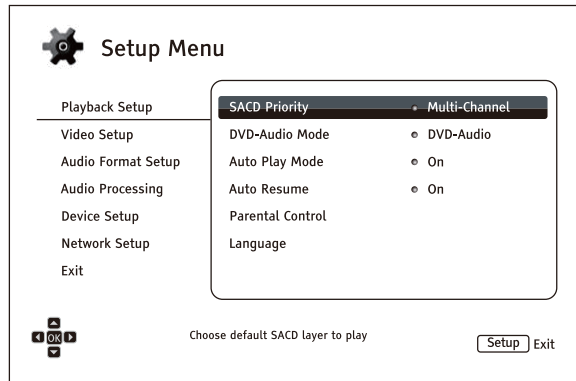 Setup Menu
Playback Setup
SACD Priority Multi-Channel
Video Setup
DVD-Audio Mode DVD-Audio
Audio Format Setup
Auto Play Mode On
Audio Processing
Auto Resume On
Device Setup
Parental Control
Network Setup
Language
Exit
OK
Choose default SACD layer to play
Setup Exit